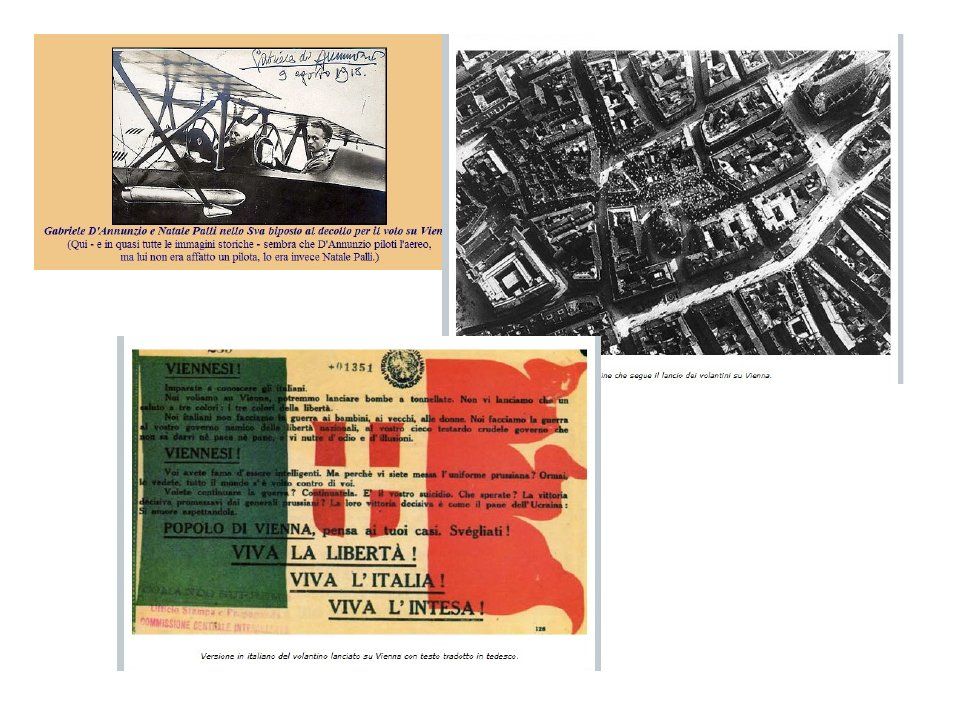 Gabriele d'Annunzio
9 agosto 1918.
Gabriele D'Annunzio e Natale Palli nello Sva biposto al decollo per il volo su Vien
(Qui - e in quasi tutte le immagini storiche - sembra che D'Annunzio piloti l'aereo,
ma lui non era affatto un pilota, lo era invece Natale Palli.)
ine che segue il lancio dei volantini su Vienna.
VIENNESI !
+01351
Imparate a conoscere gli italiani.
Noi voliamo su Vienna, potremmo lanciare bombe a tonnellate. Non vi lanciamo che un
saluto a tre colori : i tre colori della libertà.
Noi italiani non facciamo la guerra ai bambini, ai vecchi, alle donne. Noi facciamo la guerra
al vostro governo nemico delle libertà nazionali, al vostro cieco testardo crudele governo che
non sa darvi nè pace nè pane, e vi nutre d'odio e d'illusioni.
VIENNESI !
Voi avete fama d'essere intelligenti. Ma perchè vi siete messa l'uniforme prussiana ? Ormai,
lo vedete, tutto il mondo s'è volto contro di voi.
Volete continuare la guerra ? Continuatela. E' il vostro suicidio. Che sperate ? La vittoria
decisiva promessavi dai generali prussiani ? La loro vittoria decisiva è come il pane dell'Ucraina :
Si muore aspettandola.
POPOLO DI VIENNA, pensa ai tuoi casi. Svégliati !
VIVA LA LIBERTÀ !
VIVA L'ITALIA !
VIVA L'INTESA !
Ufficio Stampa e
COMMISSIONE CENTRALE
126
Versione in italiano del volantino lanciato su Vienna con testo tradotto in tedesco.